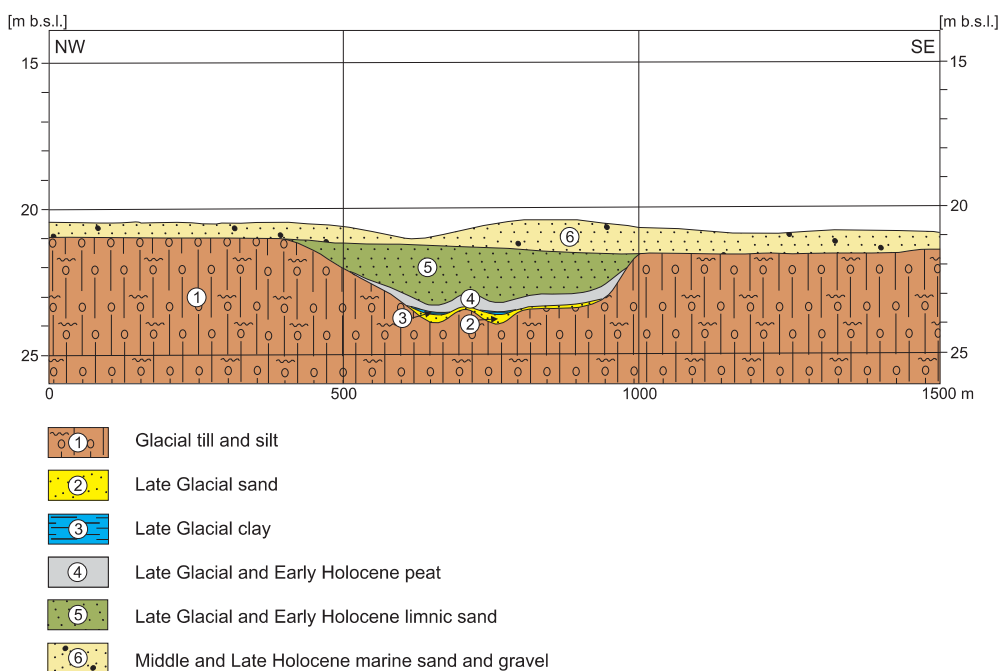 [m b.s.l.] [m b.s.l.]
NW SE
15 15
20 20
6
5
1 4
3 2
25 25
0 500 1000 1500 m
1 Glacial till and silt
2 Late Glacial sand
3 Late Glacial clay
4 Late Glacial and Early Holocene peat
5 Late Glacial and Early Holocene limnic sand
6 Middle and Late Holocene marine sand and gravel